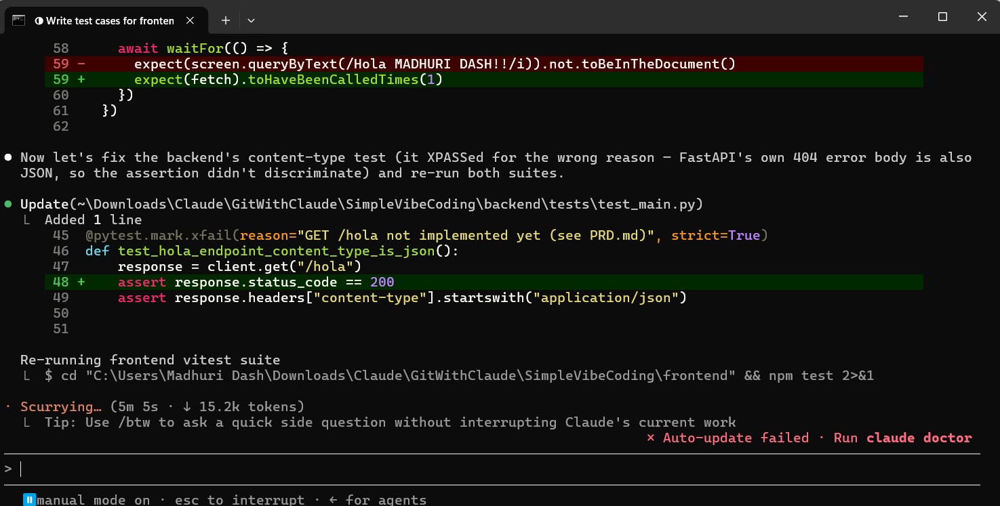 ◑ Write test cases for fronten × + ⌄
58 await waitFor(() => {
59 - expect(screen.queryByText(/Hola MADHURI DASH!!/i)).not.toBeInTheDocument()
59 + expect(fetch).toHaveBeenCalledTimes(1)
60 })
61 })
62
● Now let's fix the backend's content-type test (it XPASSed for the wrong reason — FastAPI's own 404 error body is also
JSON, so the assertion didn't discriminate) and re-run both suites.
● Update(~\Downloads\Claude\GitWithClaude\SimpleVibeCoding\backend\tests\test_main.py)
└ Added 1 line
45 @pytest.mark.xfail(reason="GET /hola not implemented yet (see PRD.md)", strict=True)
46 def test_hola_endpoint_content_type_is_json():
47 response = client.get("/hola")
48 + assert response.status_code == 200
49 assert response.headers["content-type"].startswith("application/json")
50
51
Re-running frontend vitest suite
└ $ cd "C:\Users\Madhuri Dash\Downloads\Claude\GitWithClaude\SimpleVibeCoding\frontend" && npm test 2>&1
· Scurrying… (5m 5s · ↓ 15.2k tokens)
└ Tip: Use /btw to ask a quick side question without interrupting Claude's current work
× Auto-update failed · Run claude doctor
>
⏸manual mode on · esc to interrupt · ← for agents